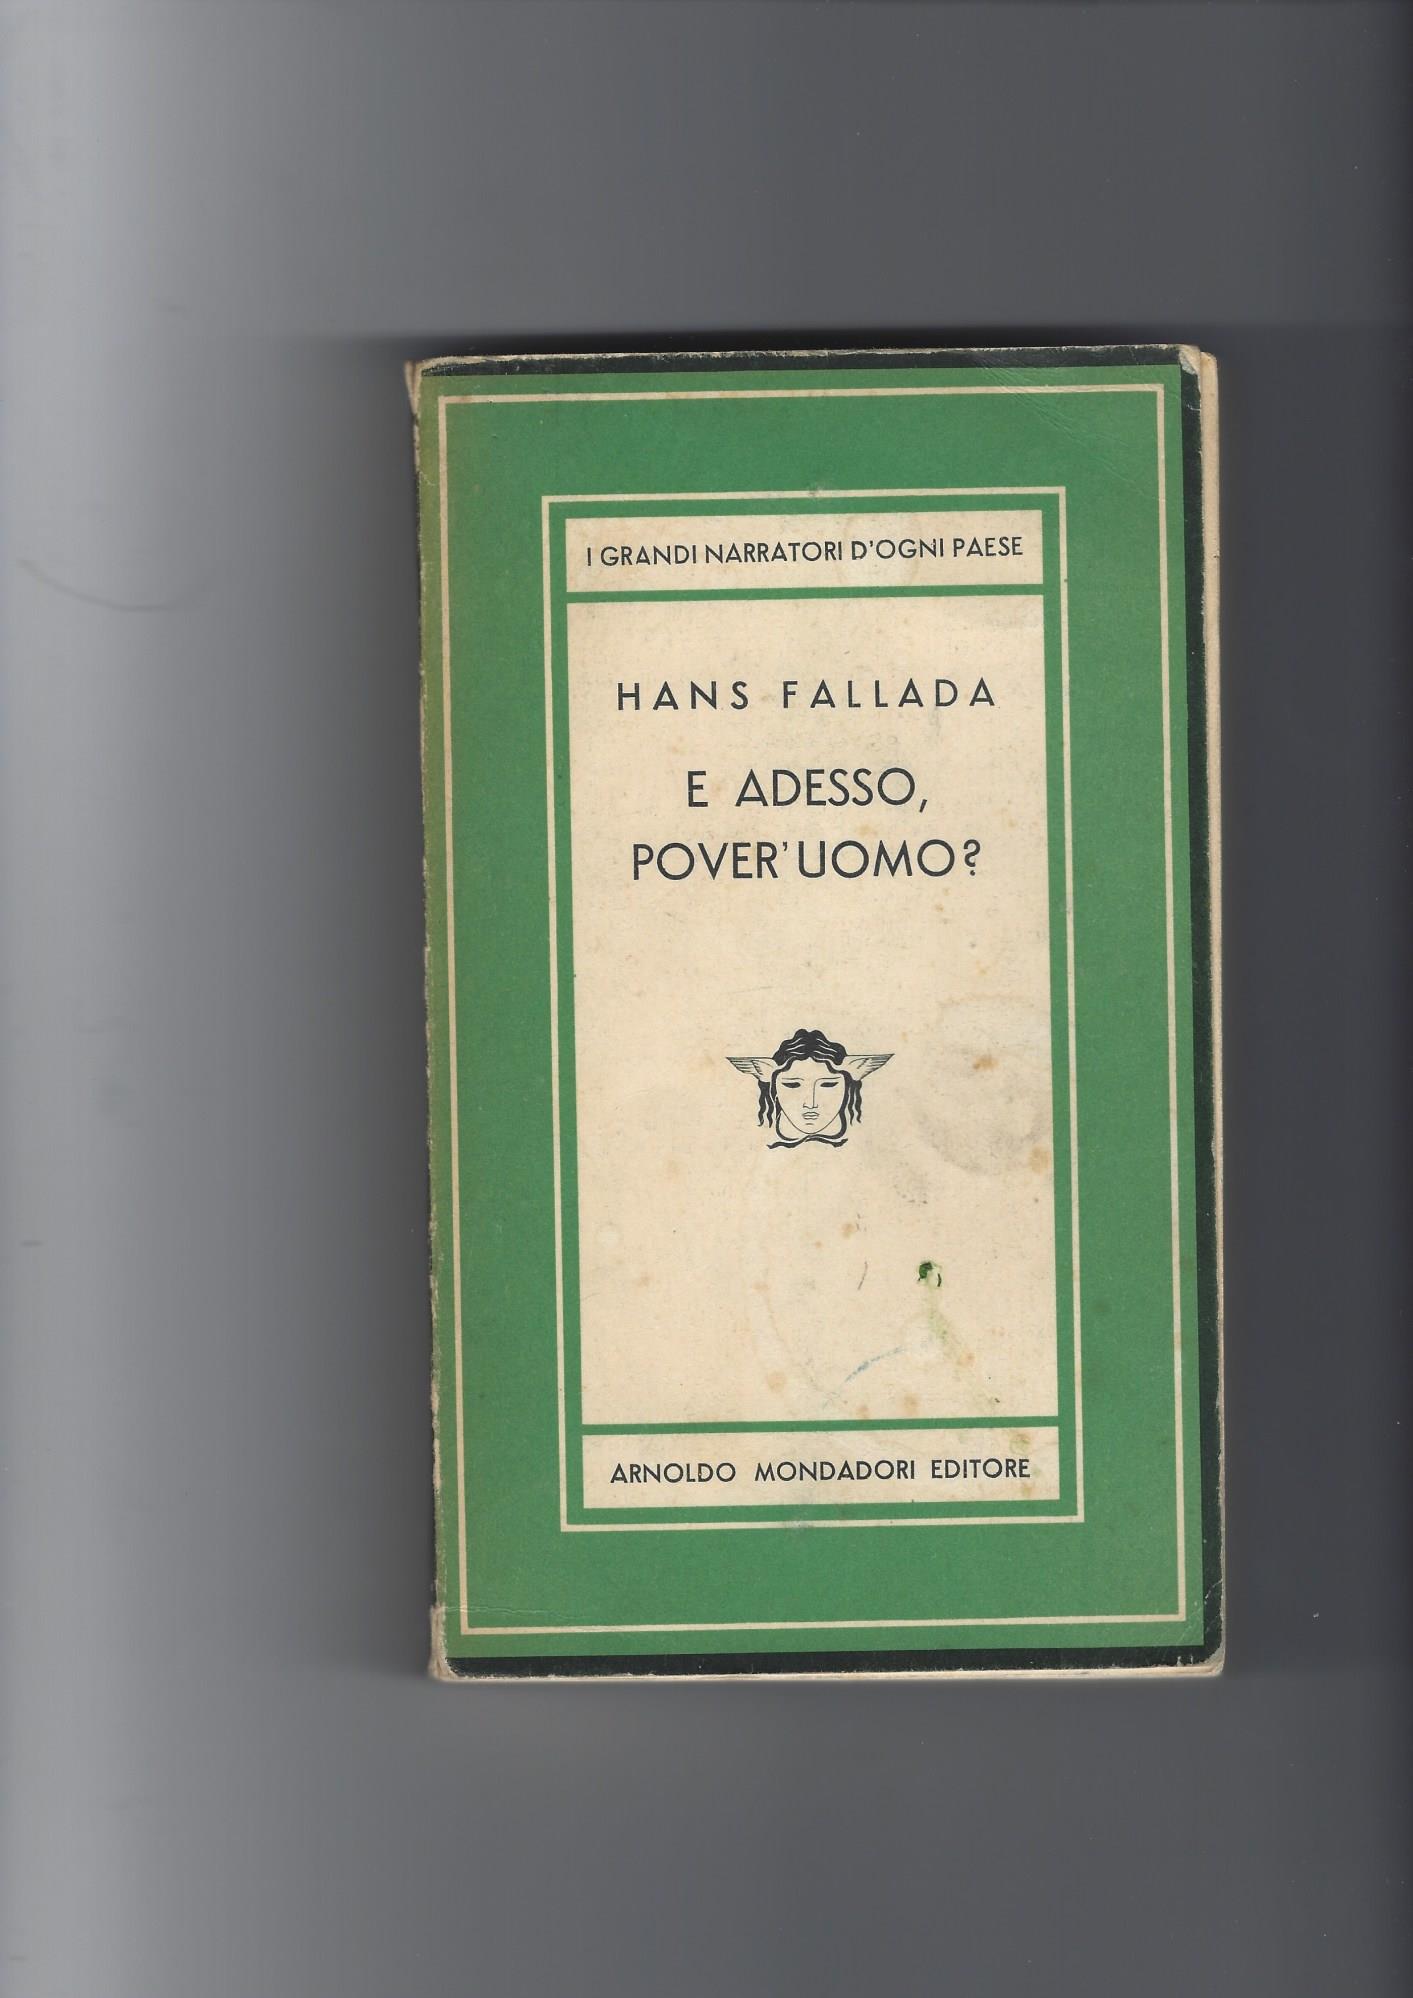 I GRANDI NARRATORI D'OGNI PAESE
HANS FALLADA
E ADESSO,
POVER'UOMO?
ARNOLDO MONDADORI EDITORE